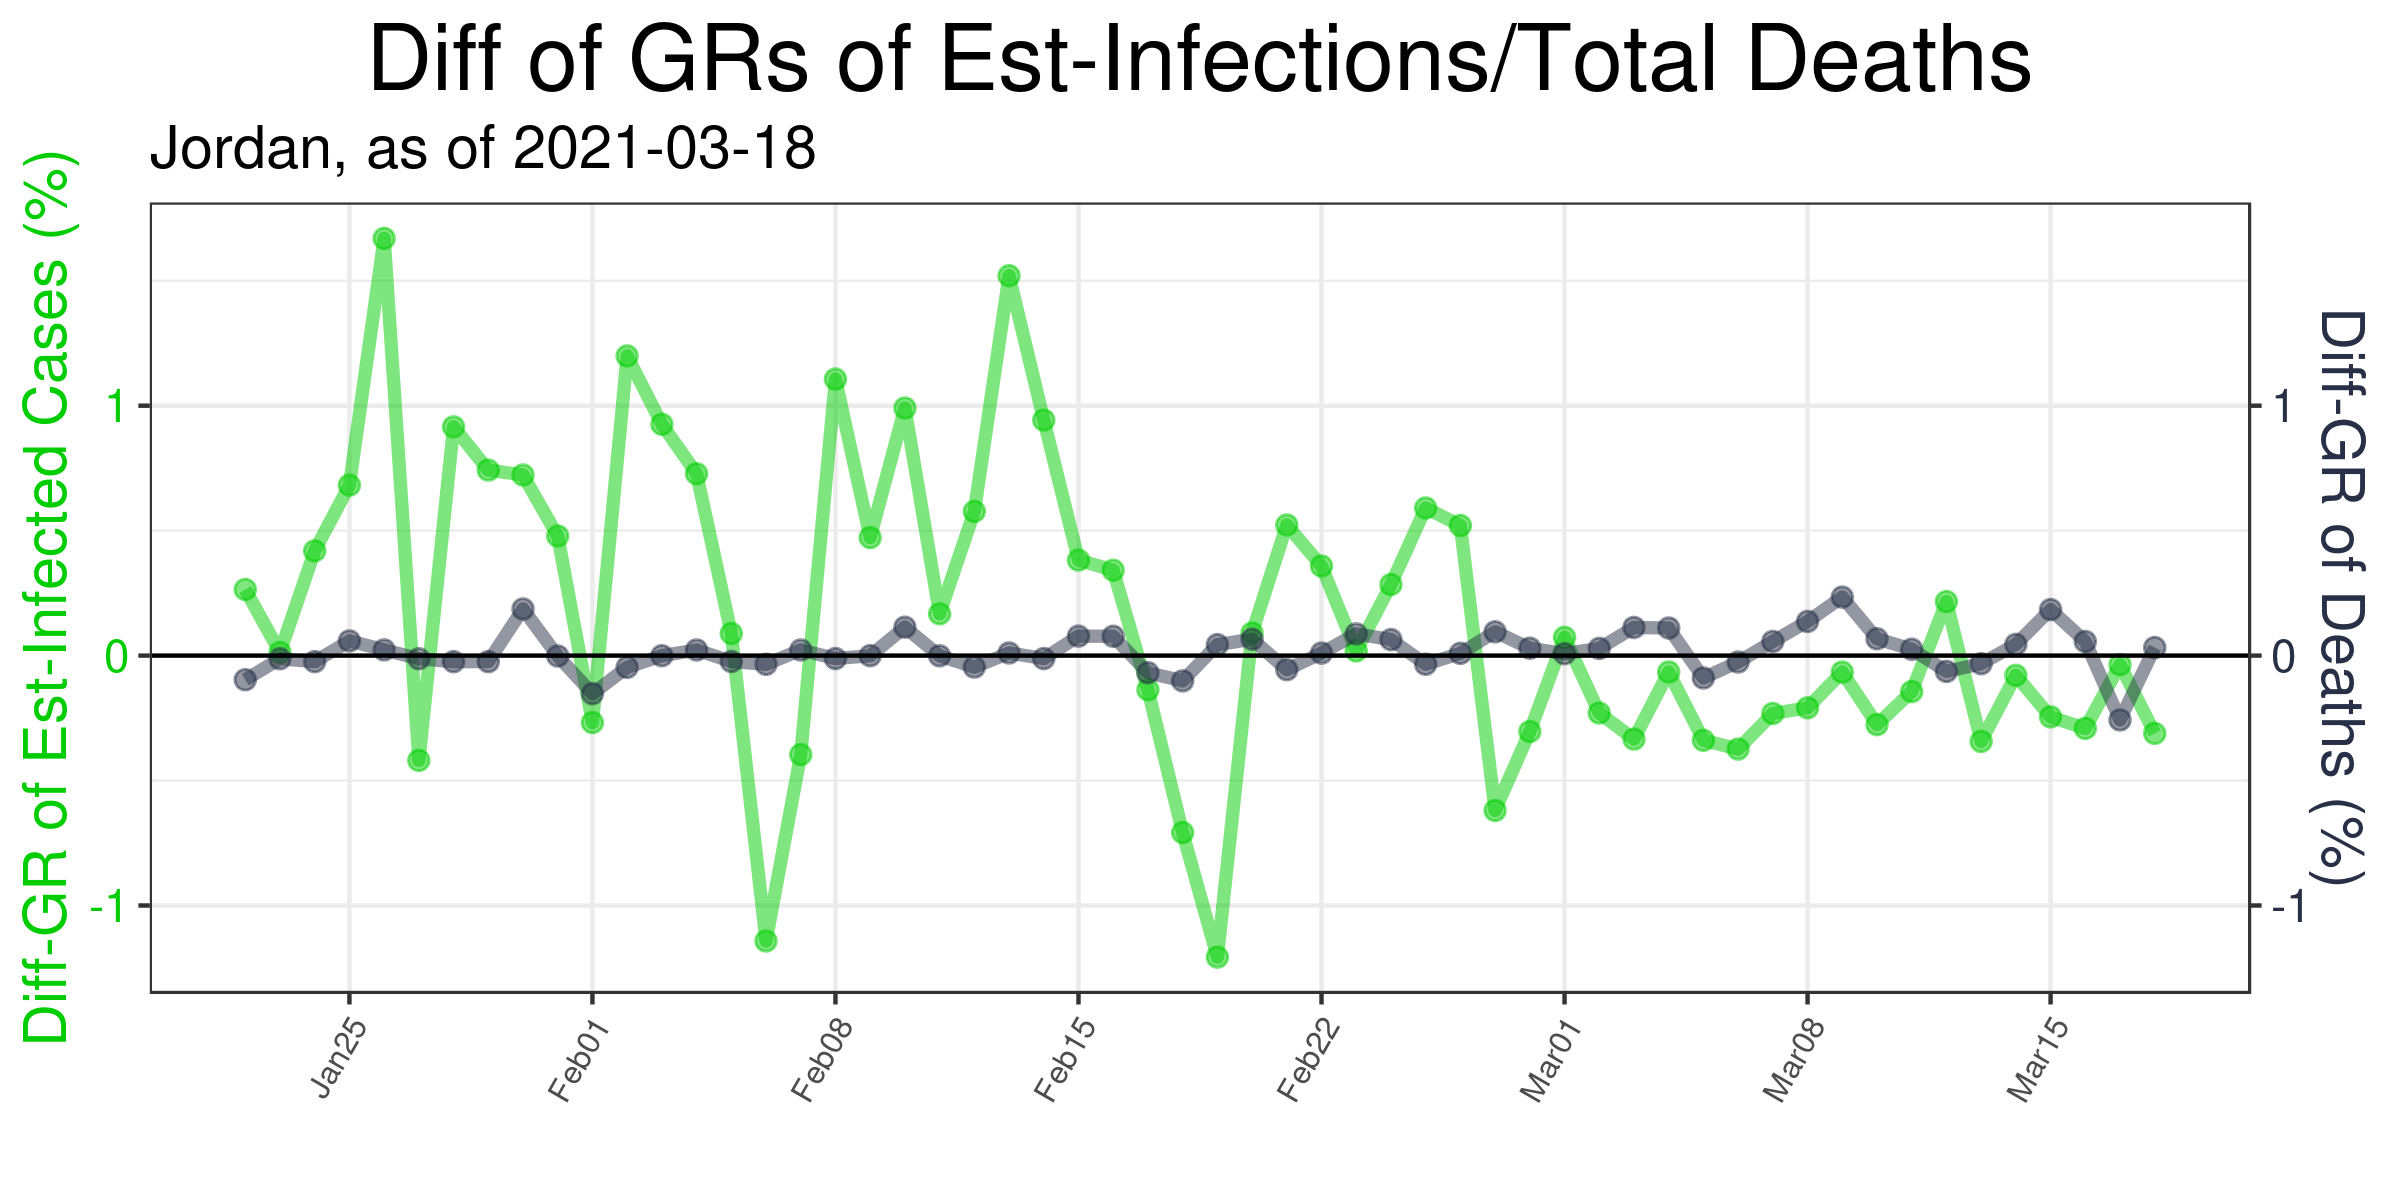 Diff of GRs of Est-Infections/Total Deaths
Jordan, as of 2021-03-18
Diff-GR of Est-Infected Cases (%)
1
0
-1
1
0
-1
Diff-GR of Deaths (%)
Jan25
Feb01
Feb08
Feb15
Feb22
Mar01
Mar08
Mar15